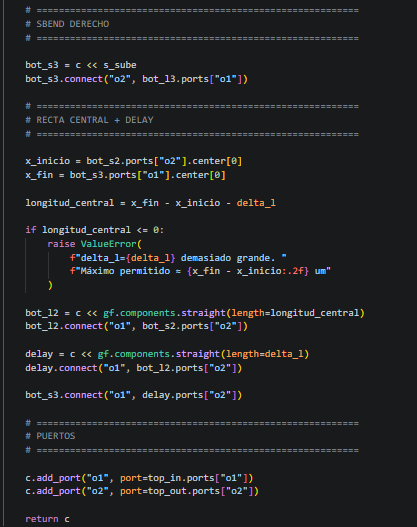 # ==========================================================
# SBEND DERECHO
# ==========================================================
bot_s3 = c << s_sube
bot_s3.connect("o2", bot_l3.ports["o1"])
# ==========================================================
# RECTA CENTRAL + DELAY
# ==========================================================
x_inicio = bot_s2.ports["o2"].center[0]
x_fin = bot_s3.ports["o1"].center[0]
longitud_central = x_fin - x_inicio - delta_l
if longitud_central <= 0:
raise ValueError(
f"delta_l={delta_l} demasiado grande. "
f"Máximo permitido ≈ {x_fin - x_inicio:.2f} um"
)
bot_l2 = c << gf.components.straight(length=longitud_central)
bot_l2.connect("o1", bot_s2.ports["o2"])
delay = c << gf.components.straight(length=delta_l)
delay.connect("o1", bot_l2.ports["o2"])
bot_s3.connect("o1", delay.ports["o2"])
# ==========================================================
# PUERTOS
# ==========================================================
c.add_port("o1", port=top_in.ports["o1"])
c.add_port("o2", port=top_out.ports["o2"])
return c